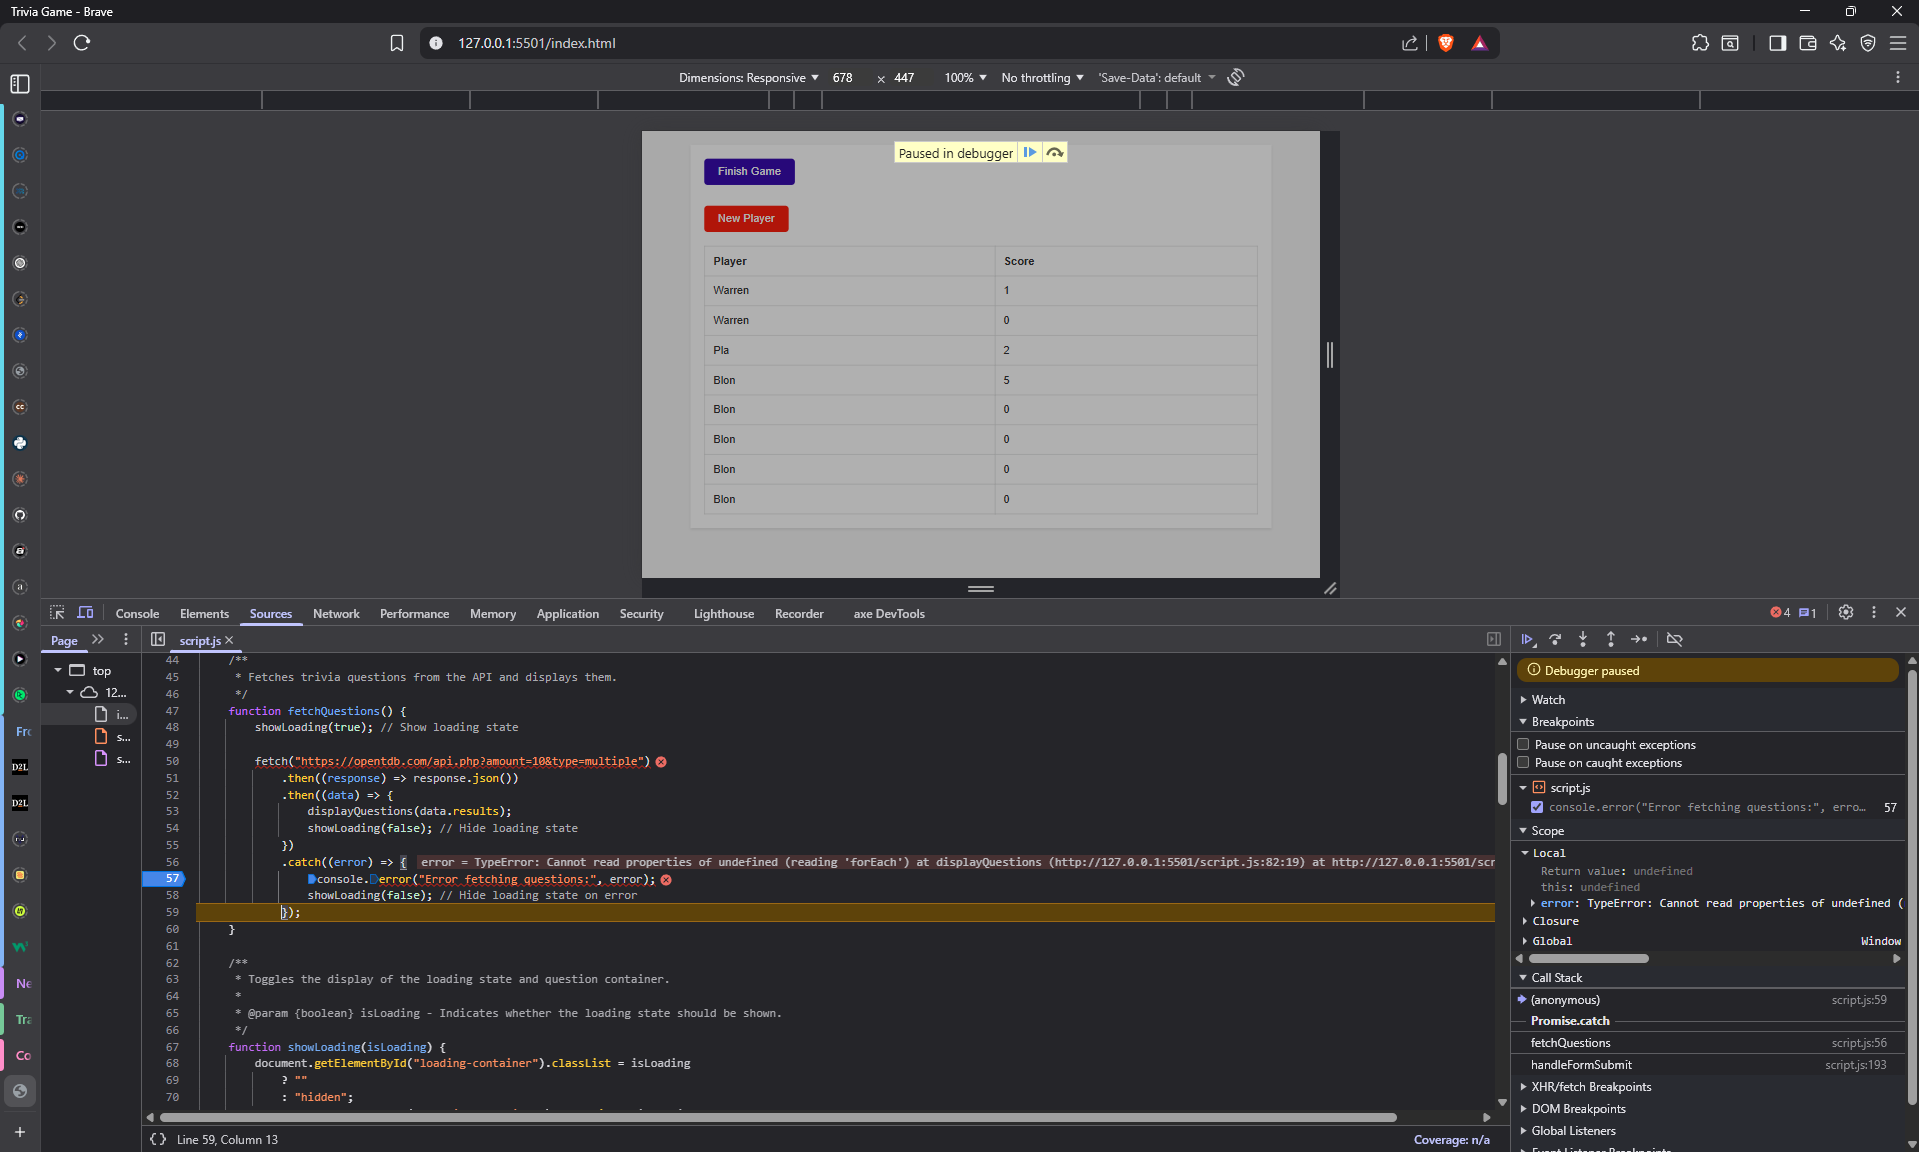 Trivia Game - Brave
127.0.0.1:5501/index.html
Dimensions: Responsive 678 × 447 100% No throttling 'Save-Data': default
Paused in debugger
Finish Game
New Player
Player Score
Warren 1
Warren 0
Pla 2
Blon 5
Blon 0
Blon 0
Blon 0
Blon 0
Console Elements Sources Network Performance Memory Application Security Lighthouse Recorder axe DevTools 4 1
Page script.js
top
12...
i...
s...
s...
44 /**
45 * Fetches trivia questions from the API and displays them.
46 */
47 function fetchQuestions() {
48 showLoading(true); // Show loading state
49
50 fetch("https://opentdb.com/api.php?amount=10&type=multiple")
51 .then((response) => response.json())
52 .then((data) => {
53 displayQuestions(data.results);
54 showLoading(false); // Hide loading state
55 })
56 .catch((error) => { error = TypeError: Cannot read properties of undefined (reading 'forEach') at displayQuestions (http://127.0.0.1:5501/script.js:82:19) at http://127.0.0.1:5501/scr
57 console.error("Error fetching questions:", error);
58 showLoading(false); // Hide loading state on error
59 });
60 }
61
62 /**
63 * Toggles the display of the loading state and question container.
64 *
65 * @param {boolean} isLoading - Indicates whether the loading state should be shown.
66 */
67 function showLoading(isLoading) {
68 document.getElementById("loading-container").classList = isLoading
69 ? ""
70 : "hidden";
{} Line 59, Column 13 Coverage: n/a
Debugger paused
Watch
Breakpoints
Pause on uncaught exceptions
Pause on caught exceptions
script.js
console.error("Error fetching questions:", erro... 57
Scope
Local
Return value: undefined
this: undefined
error: TypeError: Cannot read properties of undefined (
Closure
Global Window
Call Stack
(anonymous) script.js:59
Promise.catch
fetchQuestions script.js:56
handleFormSubmit script.js:193
XHR/fetch Breakpoints
DOM Breakpoints
Global Listeners
Fro
D2L
D2L
Ne
Tra
Co